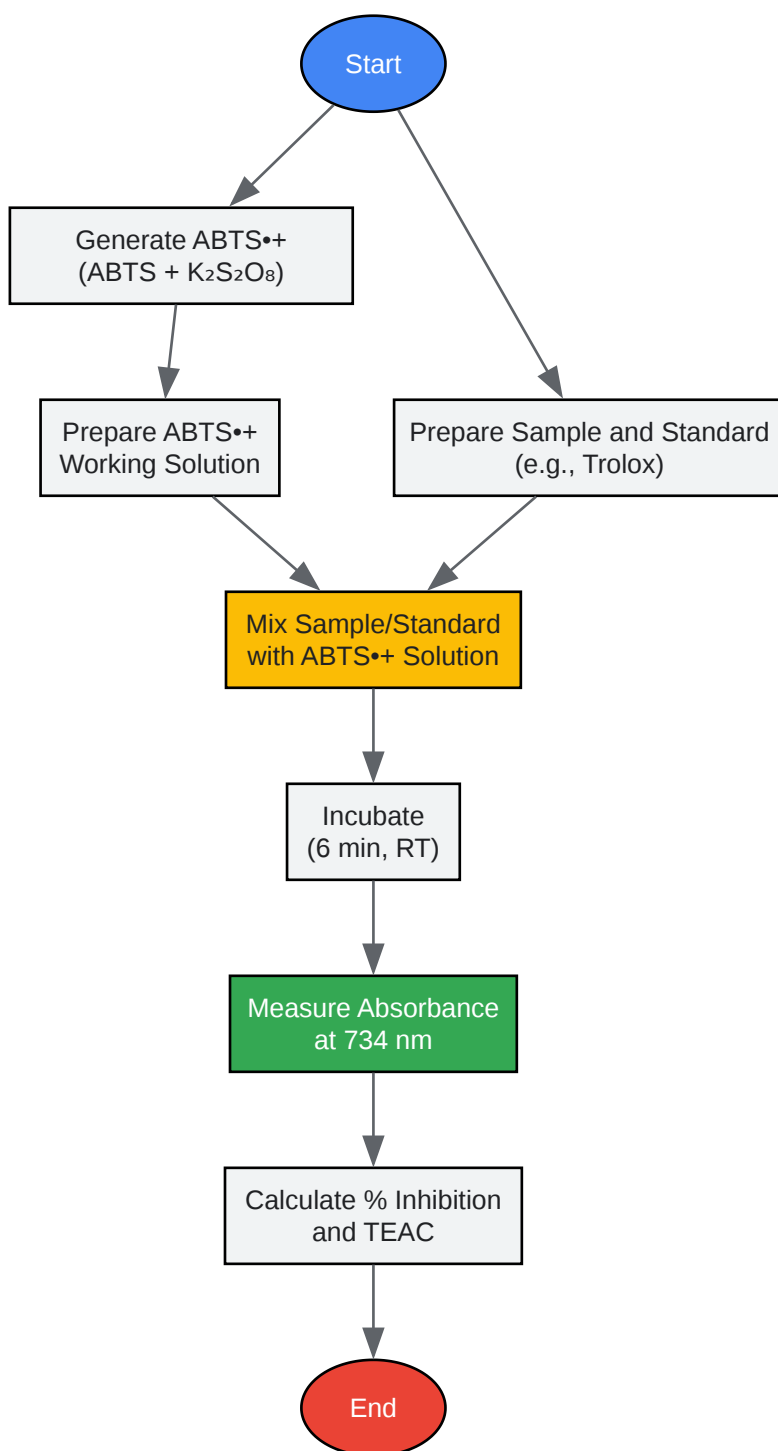 Start
Generate ABTS•+
(ABTS + K₂S₂O₈)
Prepare ABTS•+
Working Solution
Prepare Sample and Standard
(e.g., Trolox)
Mix Sample/Standard
with ABTS•+ Solution
Incubate
(6 min, RT)
Measure Absorbance
at 734 nm
Calculate % Inhibition
and TEAC
End